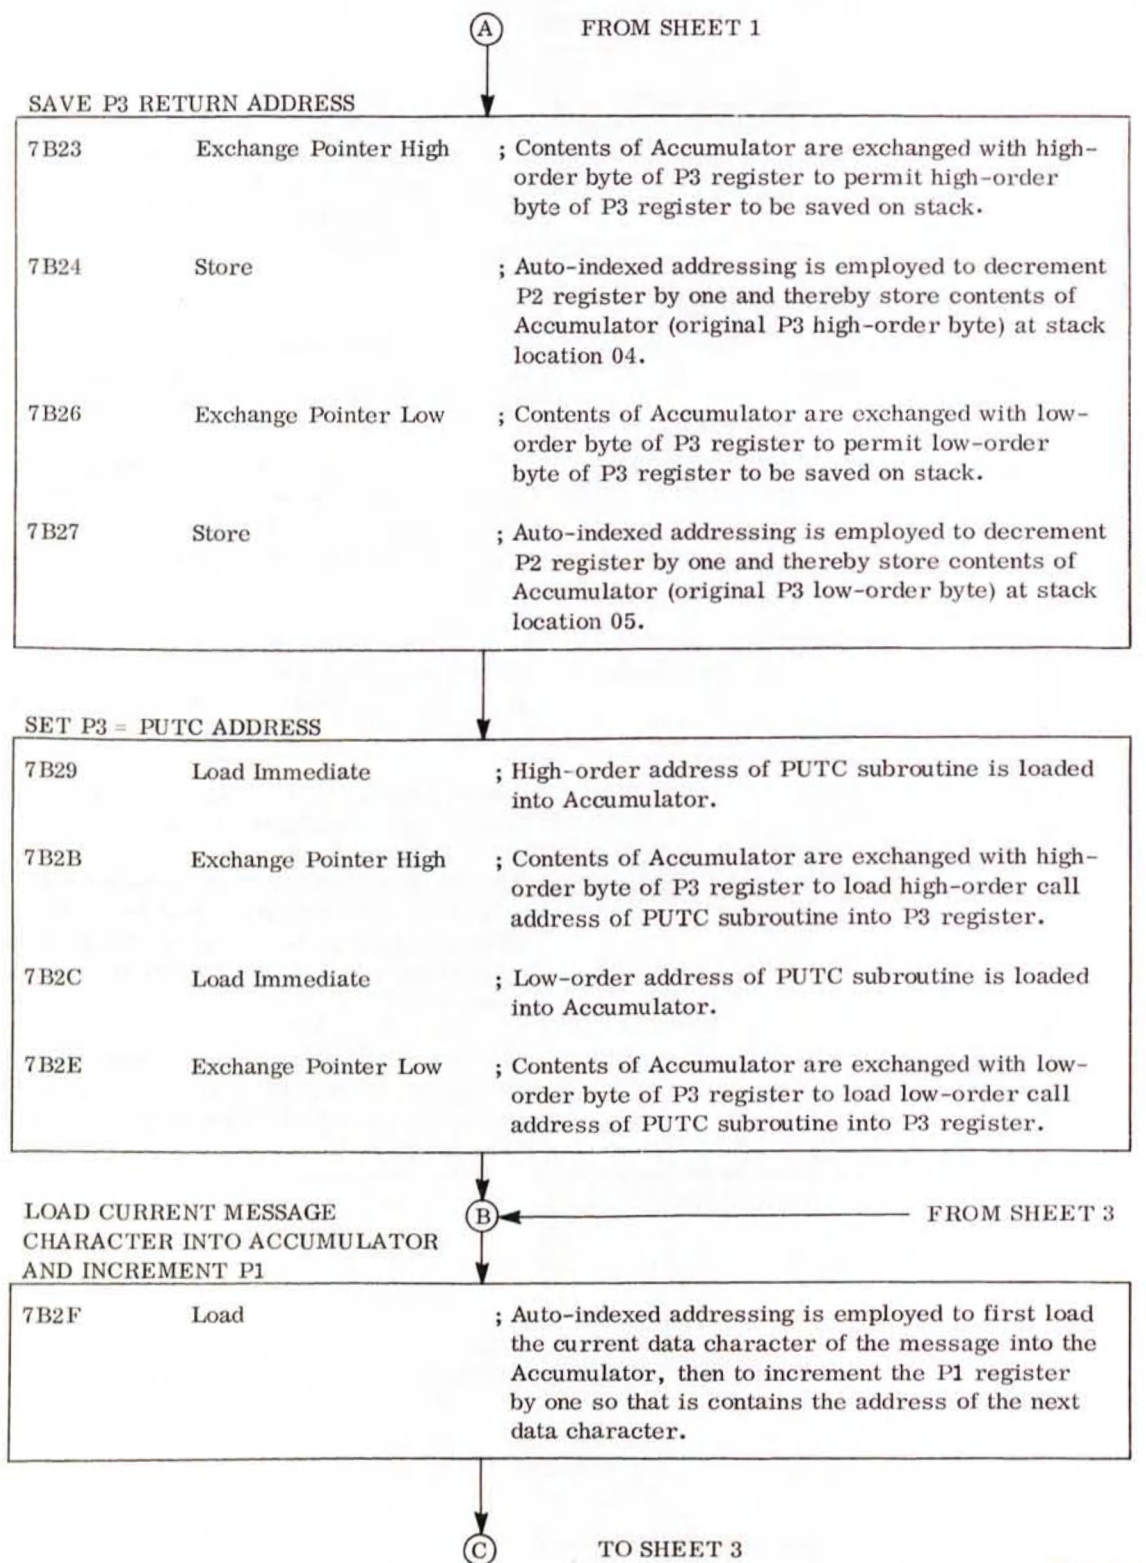 A FROM SHEET 1
SAVE P3 RETURN ADDRESS
7B23 Exchange Pointer High ; Contents of Accumulator are exchanged with high-
order byte of P3 register to permit high-order
byte of P3 register to be saved on stack.
7B24 Store ; Auto-indexed addressing is employed to decrement
P2 register by one and thereby store contents of
Accumulator (original P3 high-order byte) at stack
location 04.
7B26 Exchange Pointer Low ; Contents of Accumulator are exchanged with low-
order byte of P3 register to permit low-order
byte of P3 register to be saved on stack.
7B27 Store ; Auto-indexed addressing is employed to decrement
P2 register by one and thereby store contents of
Accumulator (original P3 low-order byte) at stack
location 05.
SET P3 = PUTC ADDRESS
7B29 Load Immediate ; High-order address of PUTC subroutine is loaded
into Accumulator.
7B2B Exchange Pointer High ; Contents of Accumulator are exchanged with high-
order byte of P3 register to load high-order call
address of PUTC subroutine into P3 register.
7B2C Load Immediate ; Low-order address of PUTC subroutine is loaded
into Accumulator.
7B2E Exchange Pointer Low ; Contents of Accumulator are exchanged with low-
order byte of P3 register to load low-order call
address of PUTC subroutine into P3 register.
LOAD CURRENT MESSAGE B FROM SHEET 3
CHARACTER INTO ACCUMULATOR
AND INCREMENT P1
7B2F Load ; Auto-indexed addressing is employed to first load
the current data character of the message into the
Accumulator, then to increment the P1 register
by one so that is contains the address of the next
data character.
C TO SHEET 3